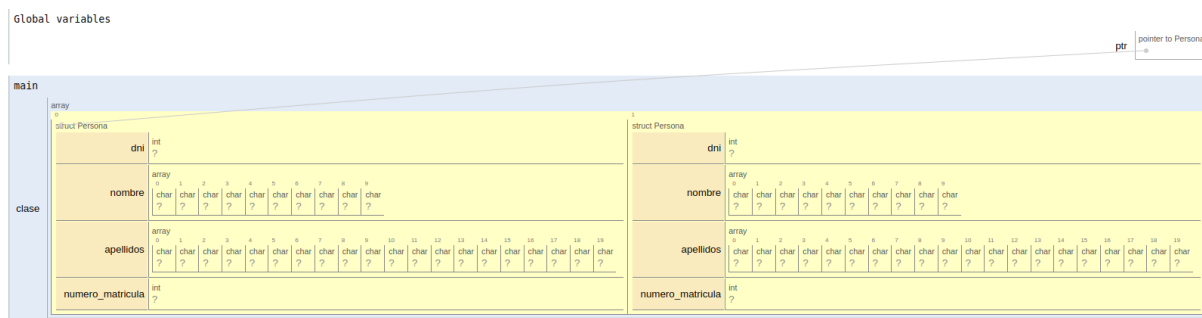 Global variables
ptr
pointer to Persona
main
array
0 1
struct Persona struct Persona
dni int dni int
? ?
nombre array nombre array
0 1 2 3 4 5 6 7 8 9 0 1 2 3 4 5 6 7 8 9
char char char char char char char char char char char char char char char char char char char char
? ? ? ? ? ? ? ? ? ? ? ? ? ? ? ? ? ? ? ?
clase
apellidos array apellidos array
0 1 2 3 4 5 6 7 8 9 10 11 12 13 14 15 16 17 18 19 0 1 2 3 4 5 6 7 8 9 10 11 12 13 14 15 16 17 18 19
char char char char char char char char char char char char char char char char char char char char char char char char char char char char char char char char char char char char char char char char
? ? ? ? ? ? ? ? ? ? ? ? ? ? ? ? ? ? ? ? ? ? ? ? ? ? ? ? ? ? ? ? ? ? ? ? ? ? ? ?
numero_matricula int numero_matricula int
? ?